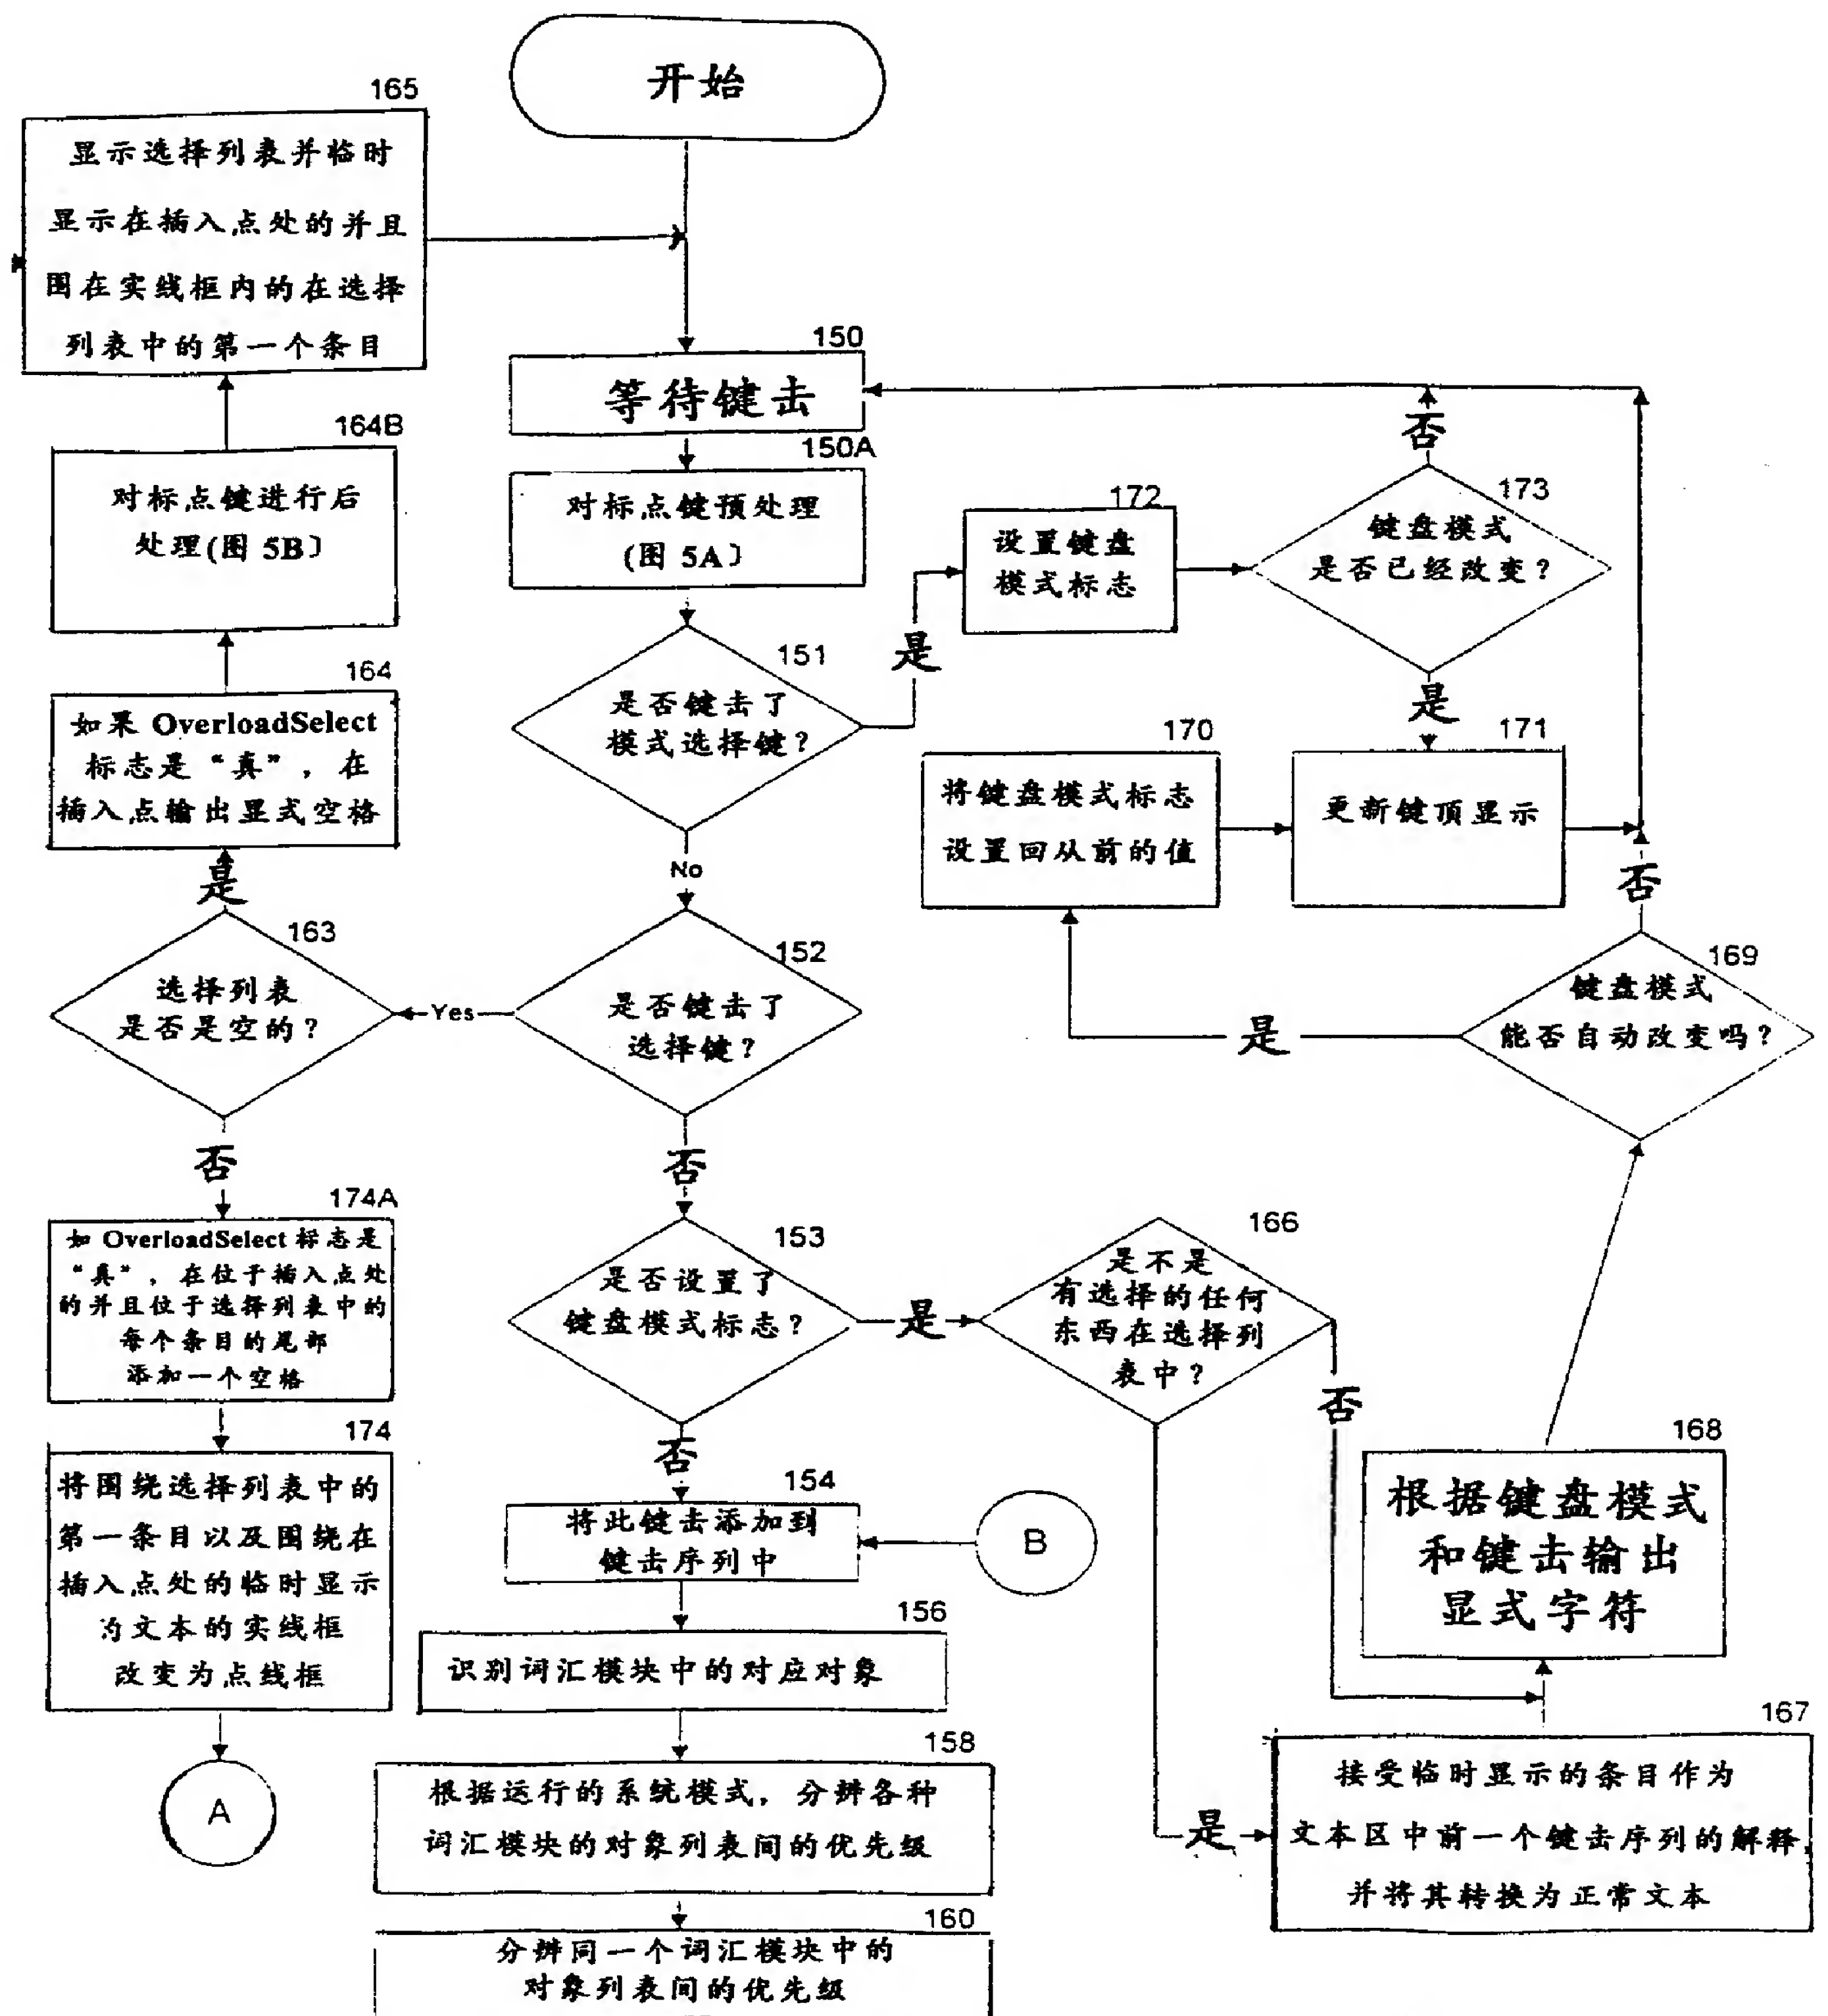 开始
165
显示选择列表并临时
显示在插入点处的并且
围在实线框内的在选择
列表中的第一个条目
150
等待键击
150A
对标点键预处理
(图 5A)
164B
对标点键进行后
处理(图 5B)
172
设置键盘
模式标志
173
键盘模式
是否已经改变?
否
是
151
是否键击了
模式选择键?
是
No
164
如果 OverloadSelect
标志是“真”, 在
插入点输出显式空格
是
170
将键盘模式标志
设置回从前的值
171
更新键顶显示
否
163
选择列表
是否是空的?
Yes
152
是否键击了
选择键?
169
键盘模式
能否自动改变吗?
是
否
否
174A
如 OverloadSelect 标志是
“真”, 在位于插入点处
的并且位于选择列表中的
每个条目的尾部
添加一个空格
153
是否设置了
键盘模式标志?
是
166
是不是
有选择的任何
东西在选择列
表中?
否
否
174
将围绕选择列表中的
第一条目以及围绕在
插入点处的临时显示
为文本的实线框
改变为点线框
154
将此键击添加到
键击序列中
B
168
根据键盘模式
和键击输出
显式字符
156
识别词汇模块中的对应对象
A
158
根据运行的系统模式, 分辨各种
词汇模块的对象列表间的优先级
是
167
接受临时显示的条目作为
文本区中前一个键击序列的解释,
并将其转换为正常文本
160
分辨同一个词汇模块中的
对象列表间的优先级